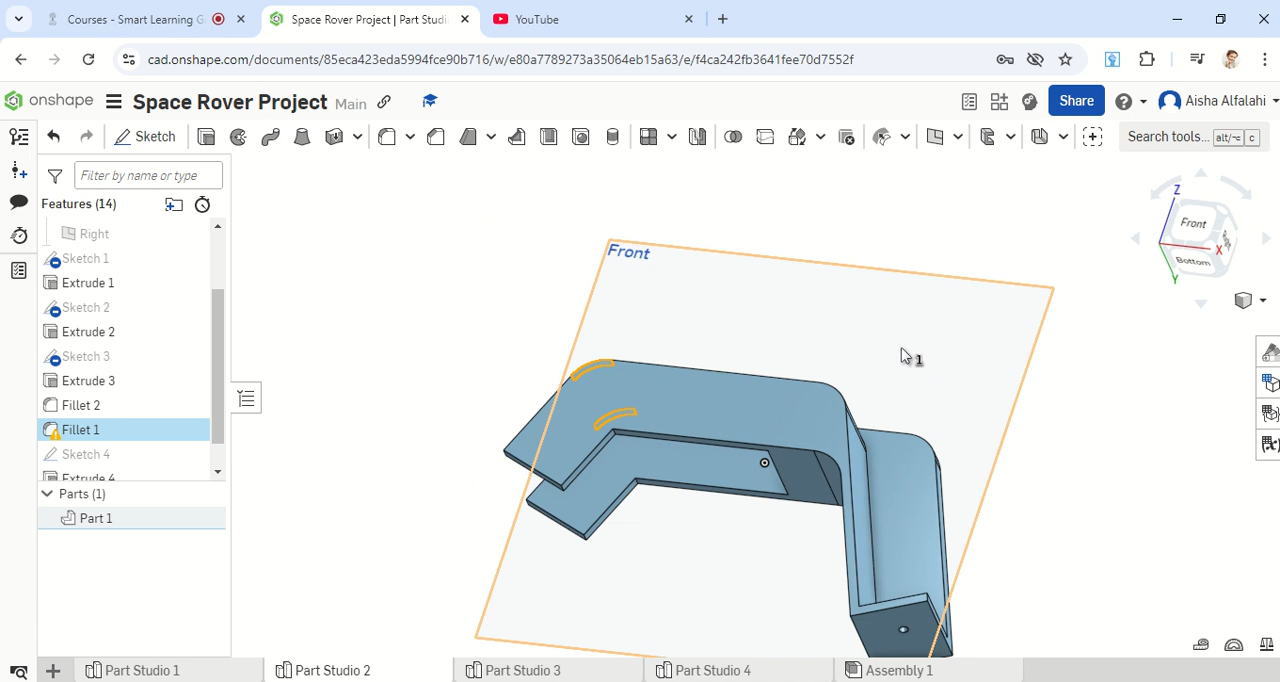 Courses - Smart Learning G
Space Rover Project | Part Studi
YouTube
cad.onshape.com/documents/85eca423eda5994fce90b716/w/e80a7789273a35064eb15a63/e/f4ca242fb3641fee70d7552f
onshape
Space Rover Project
Main
Share
Aisha Alfalahi
Sketch
Search tools...
alt/⌥
c
Filter by name or type
Features (14)
Right
Sketch 1
Extrude 1
Sketch 2
Extrude 2
Sketch 3
Extrude 3
Fillet 2
Fillet 1
Sketch 4
Extrude 4
Parts (1)
Part 1
Front
1
Z
Front
X
Bottom
Y
Part Studio 1
Part Studio 2
Part Studio 3
Part Studio 4
Assembly 1